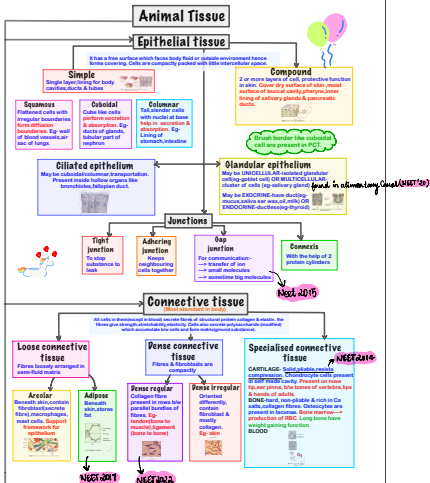 Animal Tissue
Epithelial tissue
It has a free surface which faces body fluid or outside environment hence
forms covering. Cells are compactly packed with little intercellular space.
Simple
Single layer,lining for body
cavities,ducts & tubes
Compound
2 or more layers of cell, protective function
in skin. Cover dry surface of skin ,moist
surface of buccal cavity,pharynx,inner
lining of salivary glands & pancreatic
ducts.
Squamous
Flattened cells with
irregular boundaries
form diffusion
boundaries. Eg- wall
of blood vessels,air
sac of lungs.
Cuboidal
Cube like cells
perform secretion
& absorption. Eg-
ducts of glands,
tubular part of
nephron
Columnar
Tall,slender cells
with nuclei at base
help in secretion &
absorption. Eg-
Lining of
stomach,intestine
Brush border like cuboidal
cell are present in PCT.
Ciliated epithelium
May be cuboidal/columnar,transportation.
Present inside hollow organs like
bronchioles,fallopian duct.
Glandular epithelium
May be UNICELLULAR-isolated glandular
cell(eg-goblet cell) OR MULTICELLULAR-
cluster of cells (eg-salivary gland)
found in alimentary canal (NEET'20)
May be EXOCRINE-have duct(eg-
mucous,saliva ear wax,oil,milk) OR
ENDOCRINE-ductless(eg-thyroid)
Junctions
Tight
junction
To stop
substance to
leak
Adhering
junction
Keeps
neighbouring
cells together
Gap
junction
For communication:-
—> transfer of ion
—> small molecules
—> sometime big molecules
Connexis
With the help of 2
protein cylinders
Neet 2015
Connective tissue
(Most abundant in body)
All cells in them(except in blood) secrete fibres of structural protein collagen & elastin. the
fibres give strength,elasticity. Cells also secrete polysaccharide (modified)
which accumulate b/w cells and form matrix(ground substance).
Loose connective
tissue
Fibres loosely arranged in
semi-fluid matrix
Dense connective
tissue
Fibres & fibroblasts are
compactly
Specialised connective
tissue
NEET2014
CARTILAGE- Solid,pliable,resists
compression. Chondrocyte cells present
in self made cavity. Present on nose
tip,ear pinna,b/w bones of vertebrs,lips
& hands of adults.
BONE-hard, non-pliable & rich in Ca
salts,collagen fibres. Osteocytes are
present in lacunae. Bone marrow—>
production of RBC. Long bone have
weight gaining function.
BLOOD
Areolar
Beneath skin,contain
fibroblast(secrete
fibre),macrophages,
mast cells. Support
framework for
epithelium
Adipose
Beneath
skin,stores
fat
Dense regular
Collagen fibre
present in rows b/w
parallel bundles of
fibres. Eg-
tendon(bone to
muscle),ligament
(bone to bone)
Dense irregular
Oriented
differently,
contain
fibroblast &
mostly
collagen.
Eg- skin
NEET2017
NEET2022